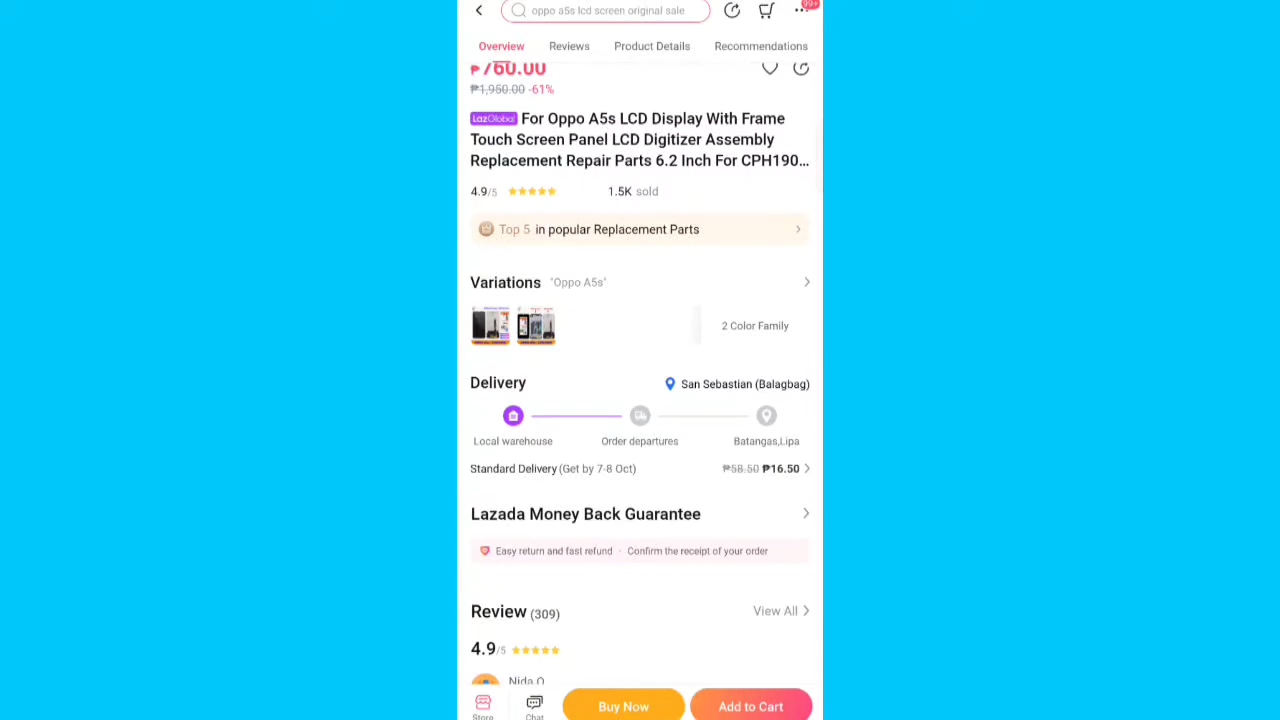 oppo a5s lcd screen original sale
99+
Overview Reviews Product Details Recommendations
₱760.00
₱1,950.00 -61%
LazGlobal For Oppo A5s LCD Display With Frame
Touch Screen Panel LCD Digitizer Assembly
Replacement Repair Parts 6.2 Inch For CPH190...
4.9/5 1.5K sold
Top 5 in popular Replacement Parts
Variations "Oppo A5s"
2 Color Family
Delivery San Sebastian (Balagbag)
Local warehouse Order departures Batangas,Lipa
Standard Delivery (Get by 7-8 Oct) ₱58.50 ₱16.50
Lazada Money Back Guarantee
Easy return and fast refund · Confirm the receipt of your order
Review (309) View All
4.9/5
Nida O
Store Chat Buy Now Add to Cart